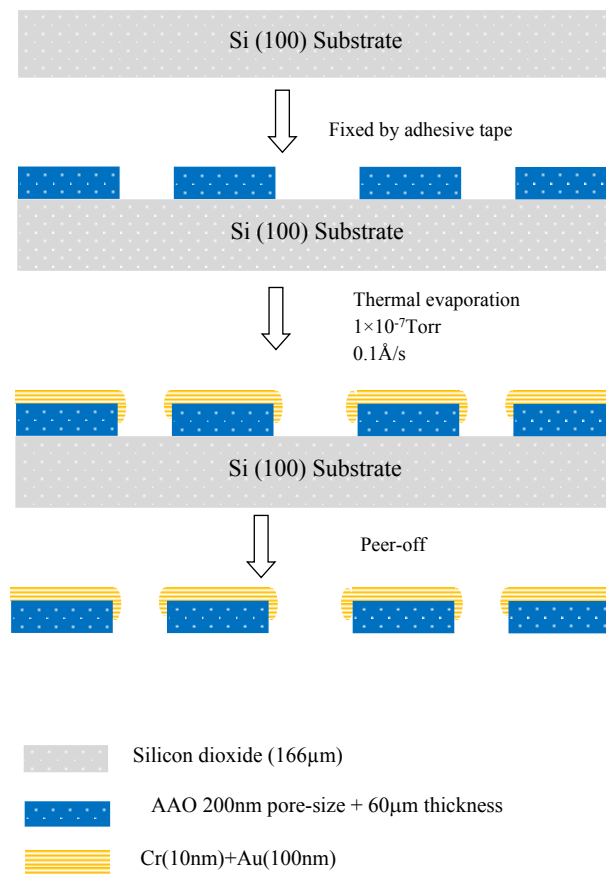 Si (100) Substrate
Fixed by adhesive tape
Si (100) Substrate
Thermal evaporation
1×10⁻⁷Torr
0.1Å/s
Si (100) Substrate
Peer-off
Silicon dioxide (166μm)
AAO 200nm pore-size + 60μm thickness
Cr(10nm)+Au(100nm)